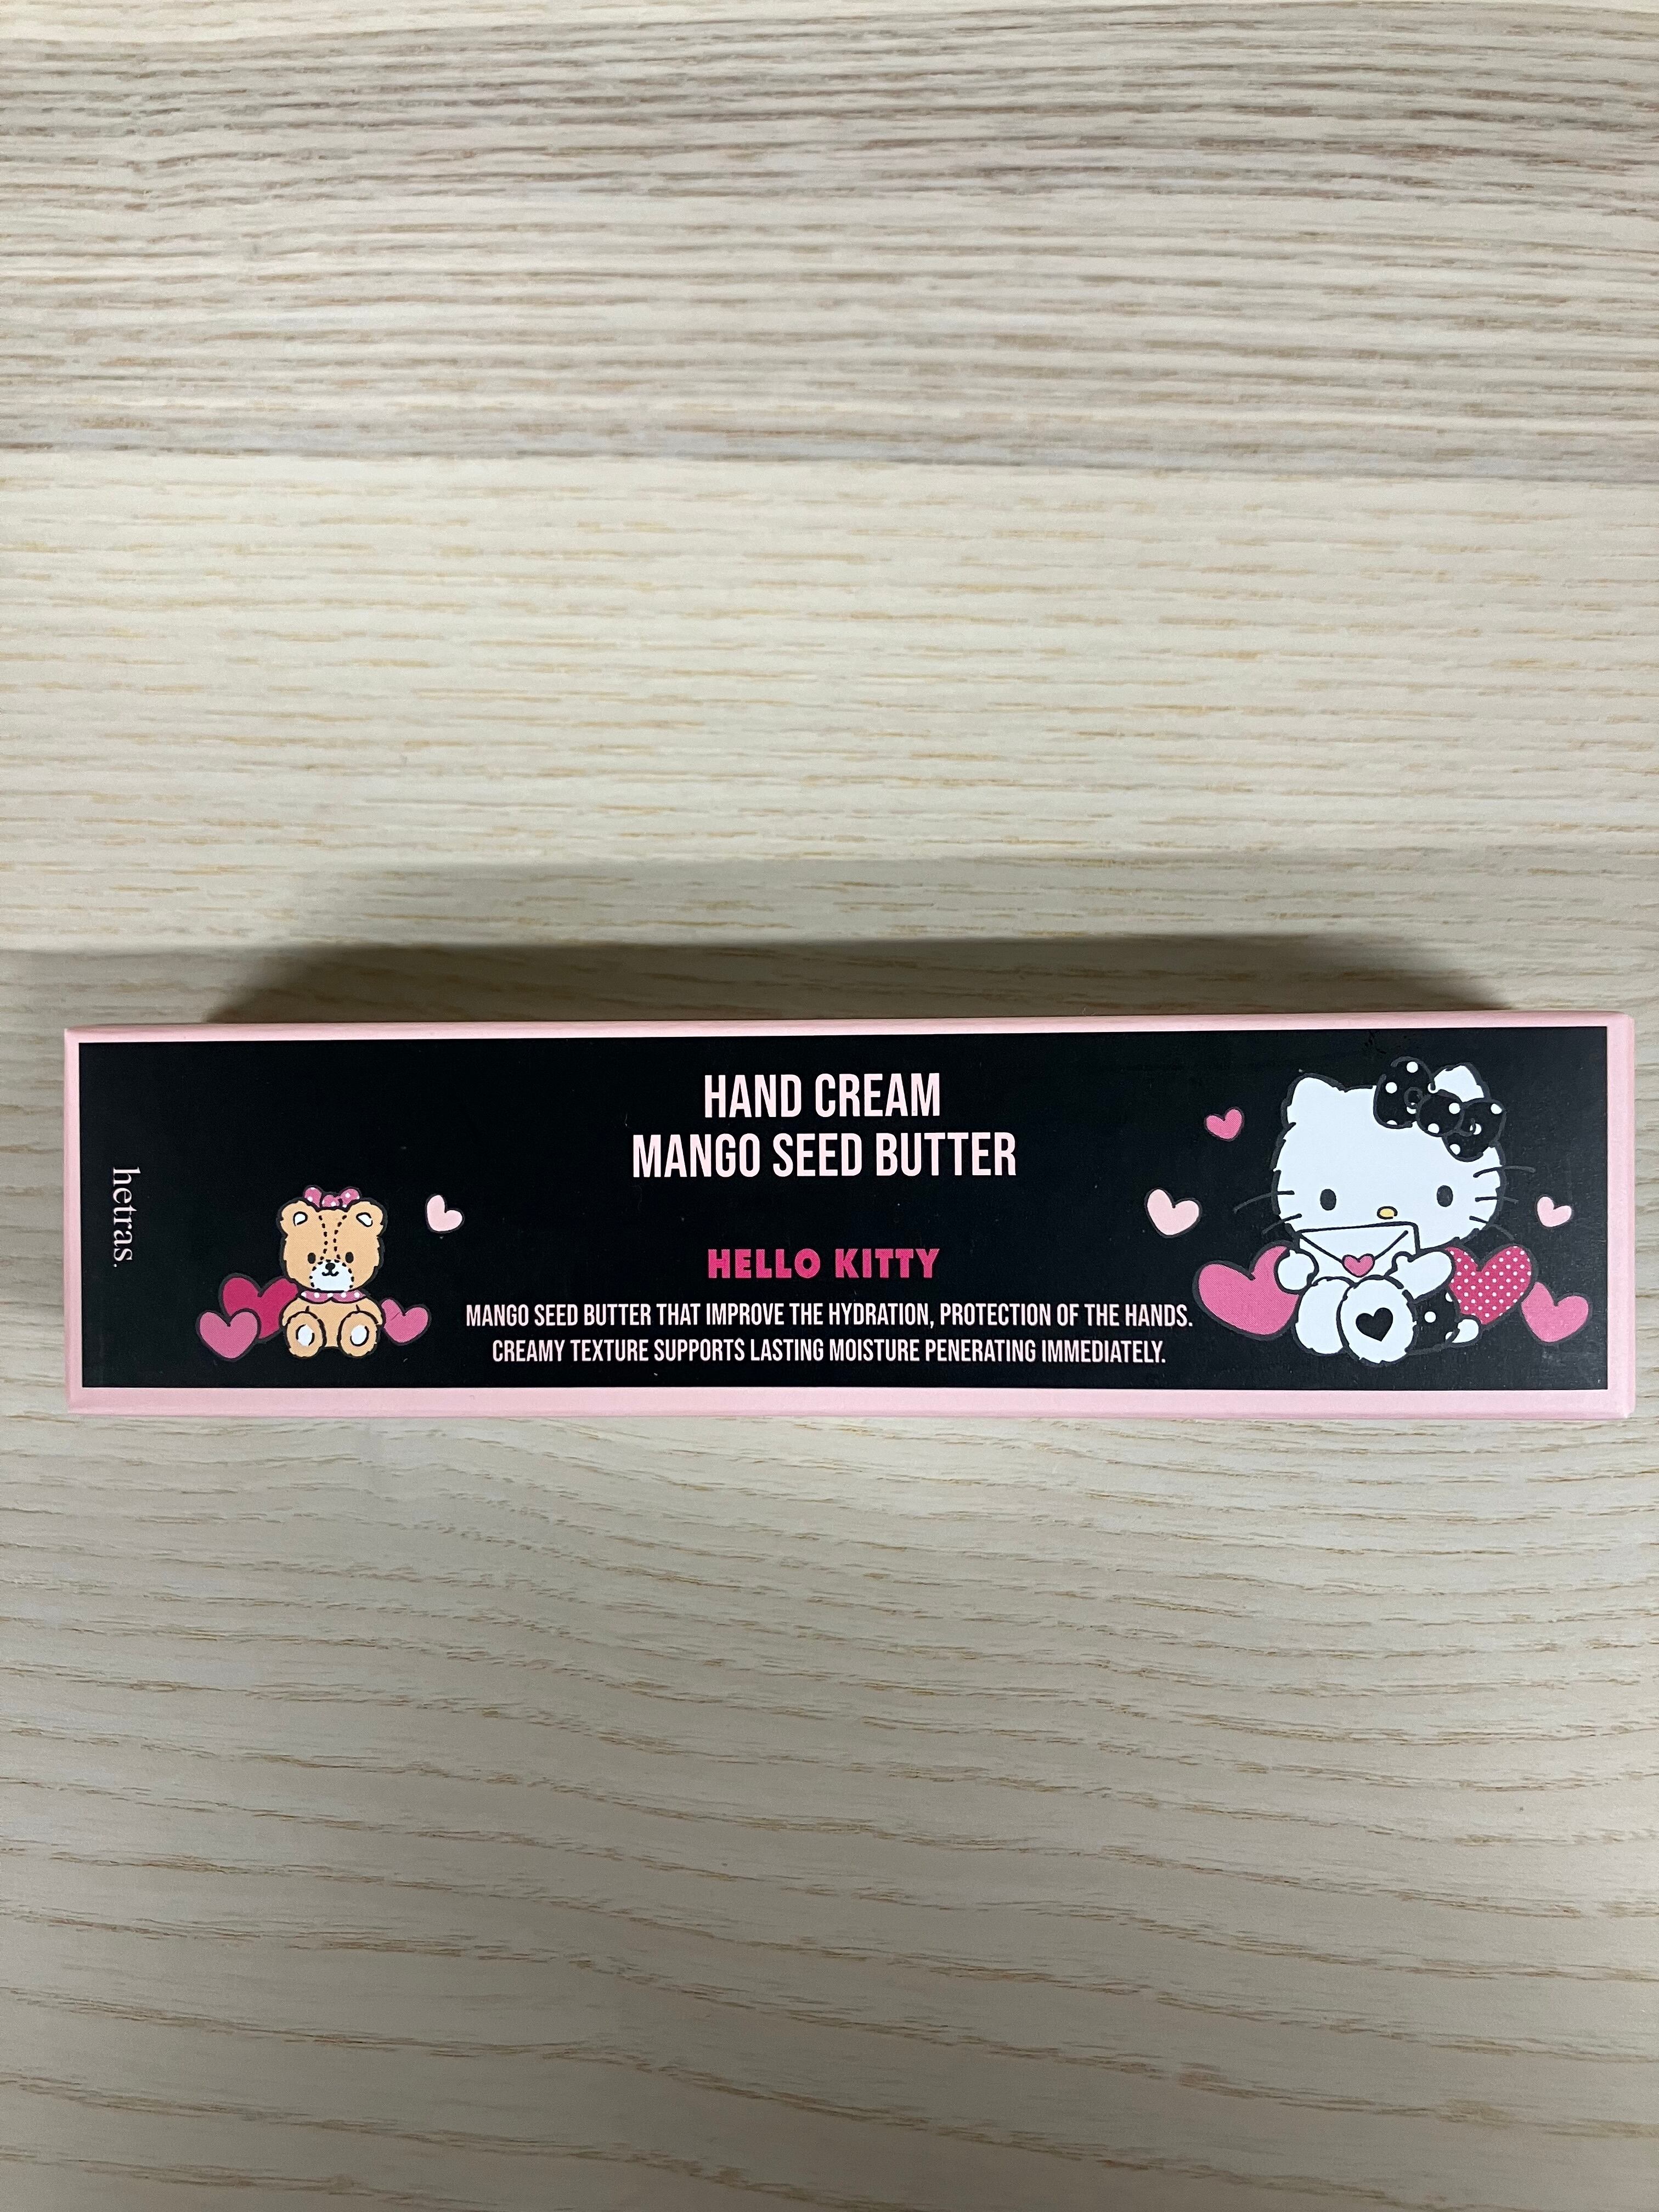 HAND CREAM
MANGO SEED BUTTER
HELLO KITTY
MANGO SEED BUTTER THAT IMPROVE THE HYDRATION, PROTECTION OF THE HANDS.
CREAMY TEXTURE SUPPORTS LASTING MOISTURE PENERATING IMMEDIATELY.
hetras.